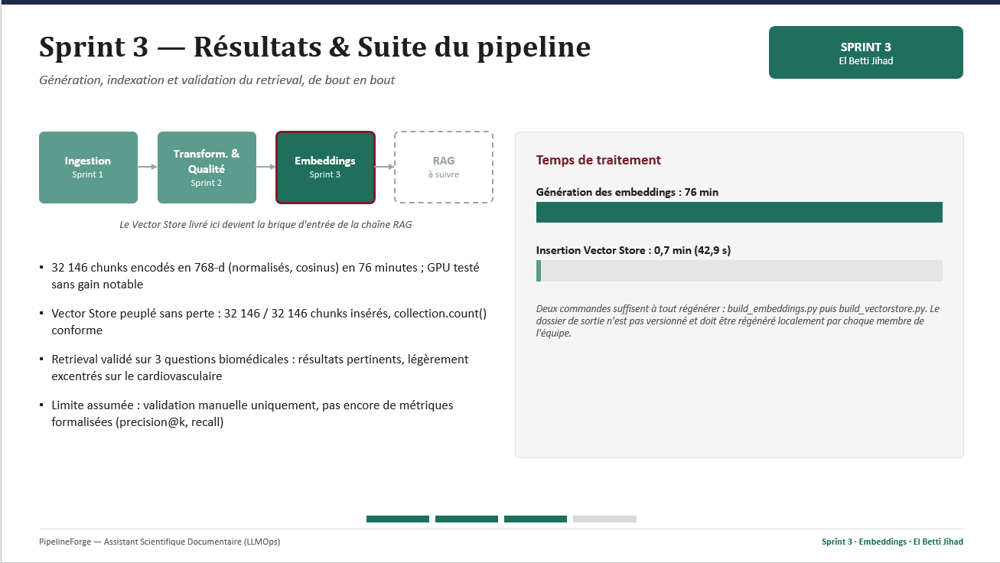 Sprint 3 — Résultats & Suite du pipeline
Génération, indexation et validation du retrieval, de bout en bout
SPRINT 3
El Betti Jihad
Ingestion
Sprint 1
Transform. &
Qualité
Sprint 2
Embeddings
Sprint 3
RAG
à suivre
Le Vector Store livré ici devient la brique d'entrée de la chaîne RAG
▪ 32 146 chunks encodés en 768-d (normalisés, cosinus) en 76 minutes ; GPU testé
sans gain notable
▪ Vector Store peuplé sans perte : 32 146 / 32 146 chunks insérés, collection.count()
conforme
▪ Retrieval validé sur 3 questions biomédicales : résultats pertinents, légèrement
excentrés sur le cardiovasculaire
▪ Limite assumée : validation manuelle uniquement, pas encore de métriques
formalisées (precision@k, recall)
Temps de traitement
Génération des embeddings : 76 min
Insertion Vector Store : 0,7 min (42,9 s)
Deux commandes suffisent à tout régénérer : build_embeddings.py puis build_vectorstore.py. Le
dossier de sortie n'est pas versionné et doit être régénéré localement par chaque membre de
l'équipe.
PipelineForge — Assistant Scientifique Documentaire (LLMOps)
Sprint 3 · Embeddings · El Betti Jihad